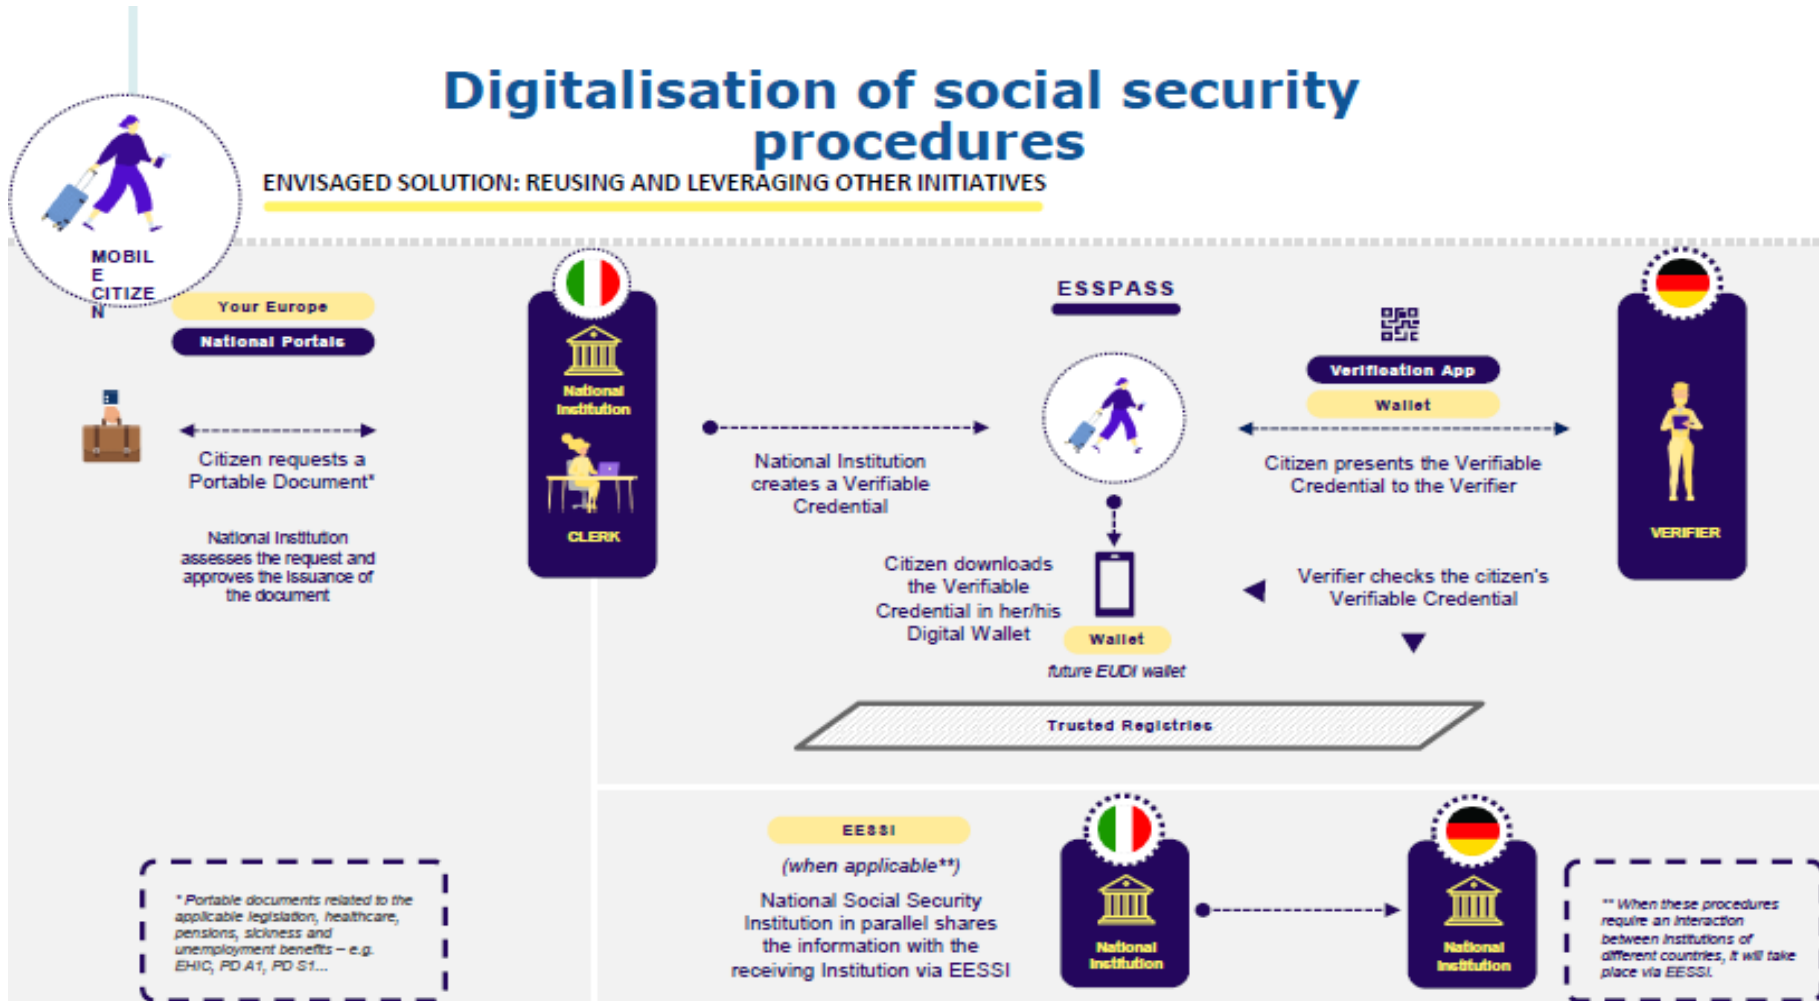 Digitalisation of social security
procedures
ENVISAGED SOLUTION: REUSING AND LEVERAGING OTHER INITIATIVES
MOBIL
E
CITIZE
N
Your Europe
National Portals
Citizen requests a
Portable Document*
National Institution
assesses the request and
approves the issuance of
the document
National
Institution
CLERK
National Institution
creates a Verifiable
Credential
ESSPASS
Citizen downloads
the Verifiable
Credential in her/his
Digital Wallet
Wallet
future EUDI wallet
Verification App
Wallet
Citizen presents the Verifiable
Credential to the Verifier
Verifier checks the citizen's
Verifiable Credential
VERIFIER
Trusted Registries
* Portable documents related to the
applicable legislation, healthcare,
pensions, sickness and
unemployment benefits – e.g.
EHIC, PD A1, PD S1...
EESSI
(when applicable**)
National Social Security
Institution in parallel shares
the information with the
receiving Institution via EESSI
National
Institution
National
Institution
** When these procedures
require an interaction
between institutions of
different countries, it will take
place via EESSI.